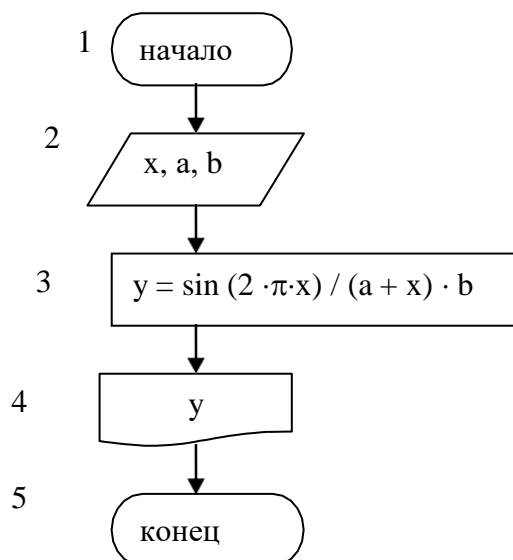 1 начало
2
x, a, b
3 y = sin (2 ·π·x) / (a + x) · b
4 y
5
конец